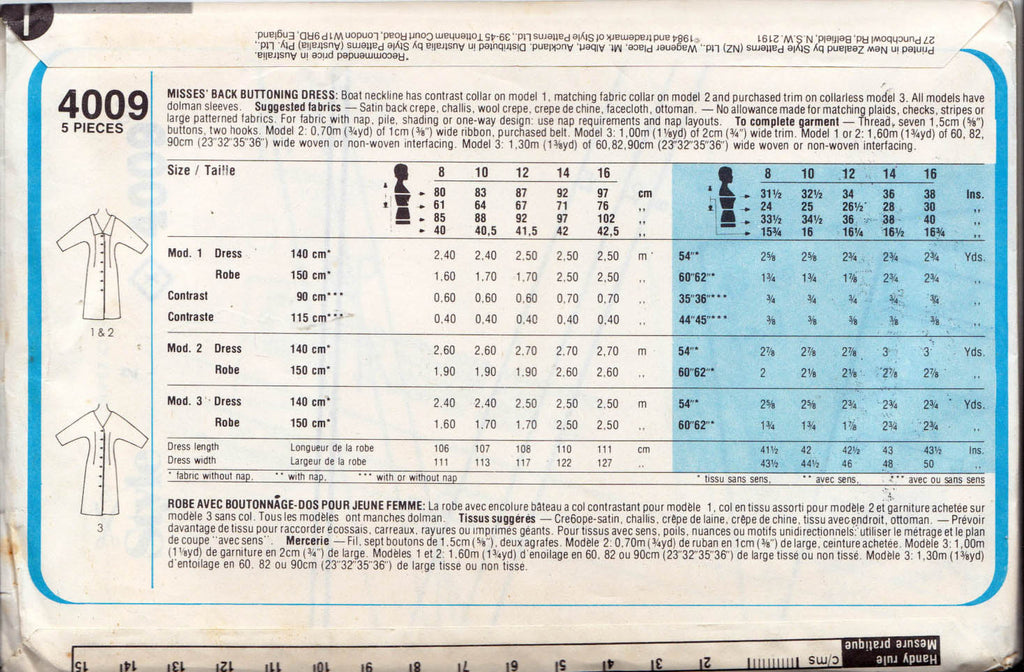 *Recommended price in Australia
Printed in New Zealand by Style Patterns (NZ) Ltd., Wagener Place, Mt. Albert, Auckland. Distributed in Australia by Style Patterns (Australia) Pty. Ltd.,
27 Punchbowl Rd, Belfield, N.S.W. 2191 ©1984 and trademark of Style Patterns Ltd., 39-45 Tottenham Court Road, London W1D 9RD, England.
4009
5 PIECES
MISSES' BACK BUTTONING DRESS: Boat neckline has contrast collar on model 1, matching fabric collar on model 2 and purchased trim on collarless model 3. All models have
dolman sleeves. Suggested fabrics — Satin back crepe, challis, wool crepe, crepe de chine, facecloth, ottoman. — No allowance made for matching plaids, checks, stripes or
large patterned fabrics. For fabric with nap, pile, shading or one-way design: use nap requirements and nap layouts. To complete garment — Thread, seven 1,5cm (⅝")
buttons, two hooks. Model 2: 0,70m (¾yd) of 1cm (⅜") wide ribbon, purchased belt. Model 3: 1,00m (1⅛yd) of 2cm (¾") wide trim. Model 1 or 2: 1,60m (1¾yd) of 60, 82,
90cm (23"32"35"36") wide woven or non-woven interfacing. Model 3: 1,30m (1⅜yd) of 60,82,90cm (23"32"35"36") wide woven or non-woven interfacing.
Size / Taille 8 10 12 14 16 8 10 12 14 16
80 83 87 92 97 cm 31½ 32½ 34 36 38 Ins.
61 64 67 71 76 ,, 24 25 26½ 28 30 ,,
85 88 92 97 102 ,, 33½ 34½ 36 38 40 ,,
40 40,5 41,5 42 42,5 ,, 15¾ 16 16¼ 16½ 16¾ ,,
Mod. 1 Dress 140 cm* 2.40 2.40 2.50 2.50 2.50 m 54"* 2⅝ 2⅝ 2¾ 2¾ 2¾ Yds.
Robe 150 cm* 1.60 1.70 1.70 2.50 2.50 ,, 60"62"* 1¾ 1¾ 1⅞ 2¾ 2¾ ,,
Contrast 90 cm*** 0.60 0.60 0.60 0.70 0.70 ,, 35"36"*** ¾ ¾ ¾ ¾ ¾ ,,
Contraste 115 cm*** 0.40 0.40 0.40 0.40 0.40 ,, 44"45"*** ⅜ ⅜ ⅜ ⅜ ⅜ ,,
Mod. 2 Dress 140 cm* 2.60 2.60 2.70 2.70 2.70 m 54"* 2⅞ 2⅞ 2⅞ 3 3 Yds.
Robe 150 cm* 1.90 1.90 1.90 2.60 2.60 ,, 60"62"* 2 2⅛ 2⅛ 2⅞ 2⅞ ,,
Mod. 3 Dress 140 cm* 2.40 2.40 2.50 2.50 2.50 m 54"* 2⅝ 2⅝ 2¾ 2¾ 2¾ Yds.
Robe 150 cm* 1.60 1.70 1.70 2.50 2.50 ,, 60"62"* 1¾ 1¾ 1⅞ 2¾ 2¾ ,,
Dress length Longueur de la robe 106 107 108 110 111 cm 41½ 42 42½ 43 43½ Ins.
Dress width Largeur de la robe 111 113 117 122 127 ,, 43½ 44½ 46 48 50 ,,
* fabric without nap, ** with nap, *** with or without nap * tissu sans sens, ** avec sens, *** avec ou sans sens
1 & 2
3
ROBE AVEC BOUTONNAGE-DOS POUR JEUNE FEMME: La robe avec encolure bâteau a col contrastant pour modèle 1, col en tissu assorti pour modèle 2 et garniture achetée sur
modèle 3 sans col. Tous les modèles ont manches dolman. Tissus suggérés — Cre6ope-satin, challis, crêpe de laine, crêpe de chine, tissu avec endroit, ottoman. — Prévoir
davantage de tissu pour raccorder écossais, carreaux, rayures ou imprimés géants. Pour tissus avec sens, poils, nuances ou motifs unidirectionnels: utiliser le métrage et le plan
de coupe "avec sens". Mercerie — Fil, sept boutons de 1,5cm (⅝"), deux agrafes. Modèle 2: 0,70m (¾yd) de ruban en 1cm (⅜") de large, ceinture achetée. Modèle 3: 1,00m
(1⅛yd) de garniture en 2cm (¾") de large. Modèles 1 et 2: 1.60m (1¾yd) d'enoilage en 60, 82 ou 90cm (23"32"35"36") de large tisse ou non tissé. Modèle 3: 1,30m (1⅜yd)
d'entoilage en 60. 82 ou 90cm (23"32"35"36") de large tisse ou non tisse.
Handy rule
Mesure pratique
c/ms 1 2 3 4 5 6 7 8 9 10 11 12 13 14 15